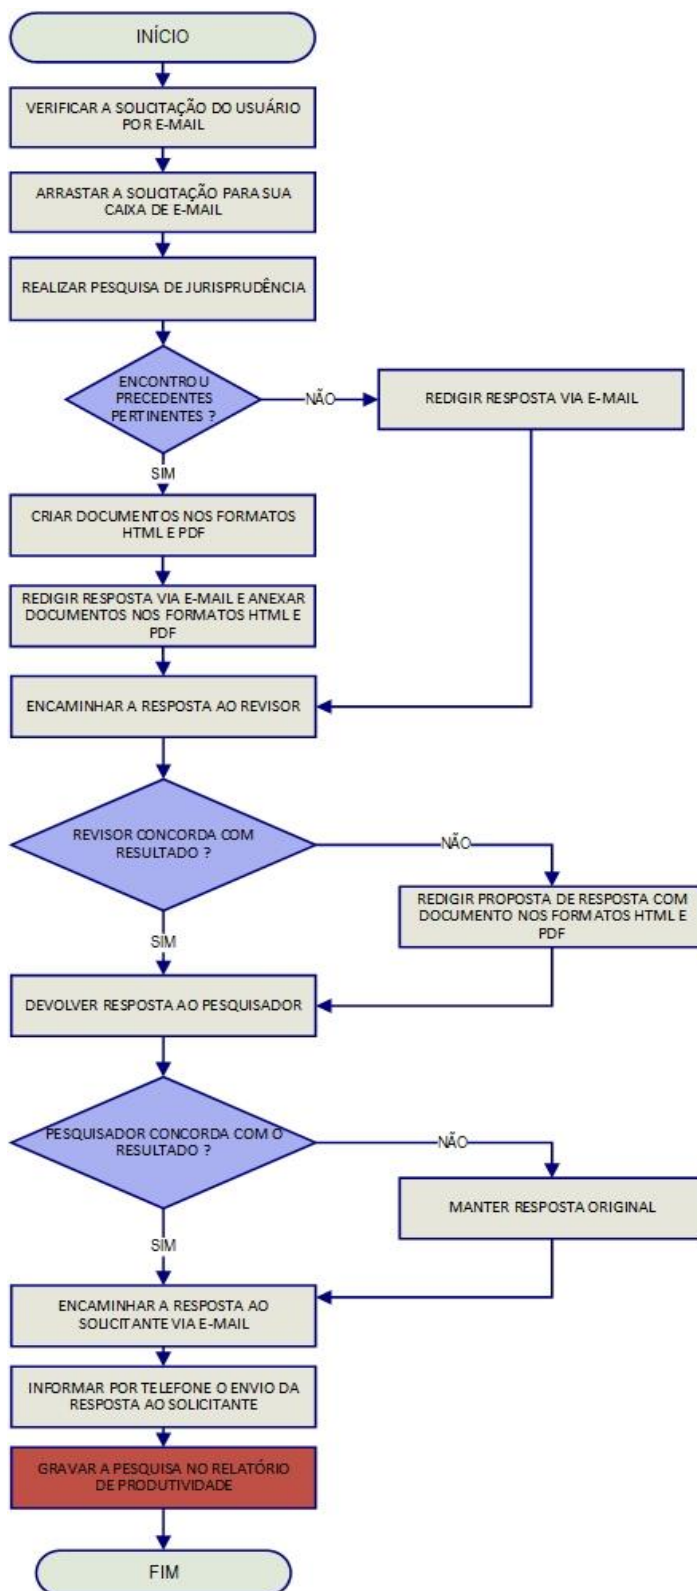 INÍCIO
VERIFICAR A SOLICITAÇÃO DO USUÁRIO
POR E-MAIL
ARRASTAR A SOLICITAÇÃO PARA SUA
CAIXA DE E-MAIL
REALIZAR PESQUISA DE JURISPRUDÊNCIA
ENCONTROU
PRECEDENTES
PERTINENTES ?
NÃO
REDIGIR RESPOSTA VIA E-MAIL
SIM
CRIAR DOCUMENTOS NOS FORMATOS
HTML E PDF
REDIGIR RESPOSTA VIA E-MAIL E ANEXAR
DOCUMENTOS NOS FORMATOS HTML E
PDF
ENCAMINHAR A RESPOSTA AO REVISOR
REVISOR CONCORDA COM
RESULTADO ?
NÃO
REDIGIR PROPOSTA DE RESPOSTA COM
DOCUMENTO NOS FORMATOS HTML E
PDF
SIM
DEVOLVER RESPOSTA AO PESQUISADOR
PESQUISADOR CONCORDA COM O
RESULTADO ?
NÃO
MANTER RESPOSTA ORIGINAL
SIM
ENCAMINHAR A RESPOSTA AO
SOLICITANTE VIA E-MAIL
INFORMAR POR TELEFONE O ENVIO DA
RESPOSTA AO SOLICITANTE
GRAVAR A PESQUISA NO RELATÓRIO
DE PRODUTIVIDADE
FIM